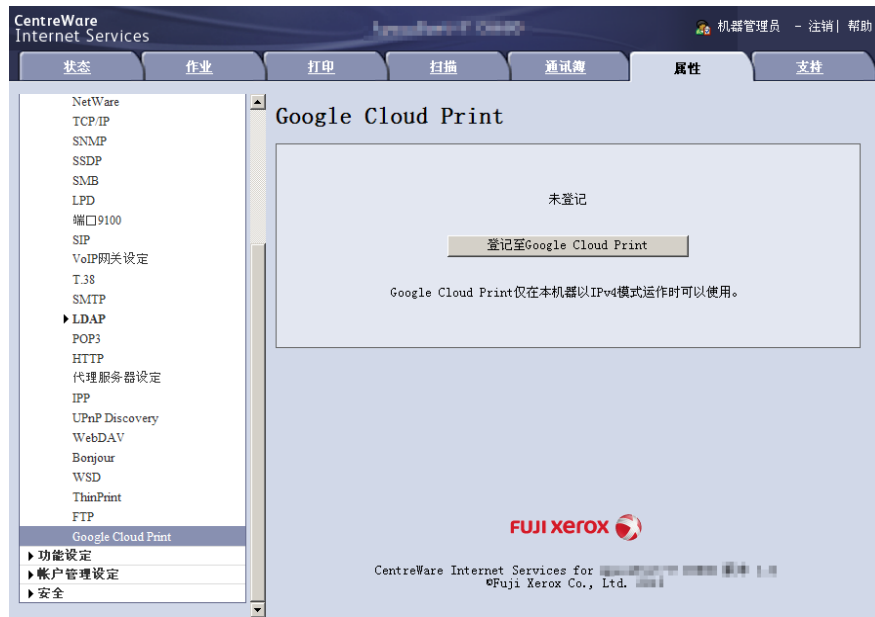 CentreWare
Internet Services
机器管理员 - 注销| 帮助
状态 作业 打印 扫描 通讯簿 属性 支持
NetWare
TCP/IP
SNMP
SSDP
SMB
LPD
端口9100
SIP
VoIP网关设定
T.38
SMTP
LDAP
POP3
HTTP
代理服务器设定
IPP
UPnP Discovery
WebDAV
Bonjour
WSD
ThinPrint
FTP
Google Cloud Print
功能设定
帐户管理设定
安全
Google Cloud Print
未登记
登记至Google Cloud Print
Google Cloud Print仅在本机器以IPv4模式运作时可以使用。
FUJI xerox
CentreWare Internet Services for
©Fuji Xerox Co., Ltd.